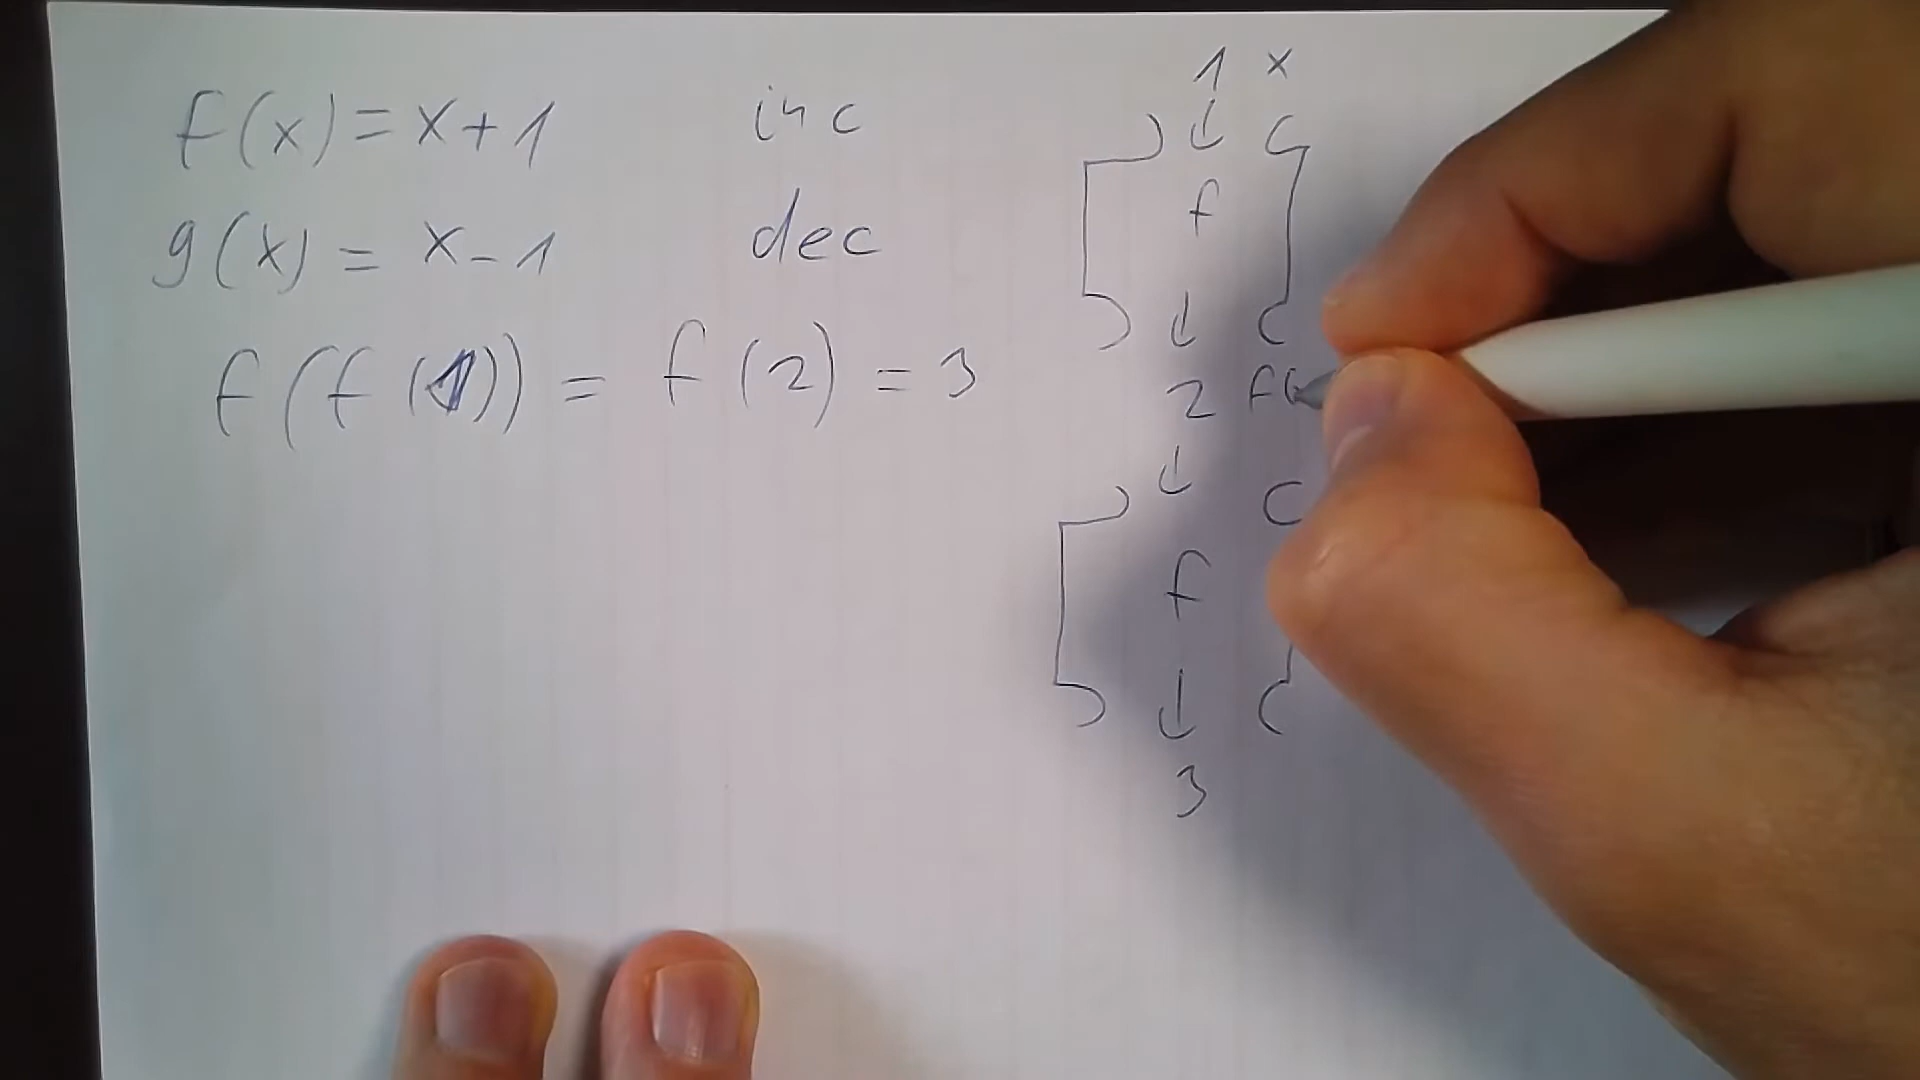 f(x) = x + 1 inc
g(x) = x - 1 dec
f(f(1)) = f(2) = 3
1 x
f
2 f(
f
3